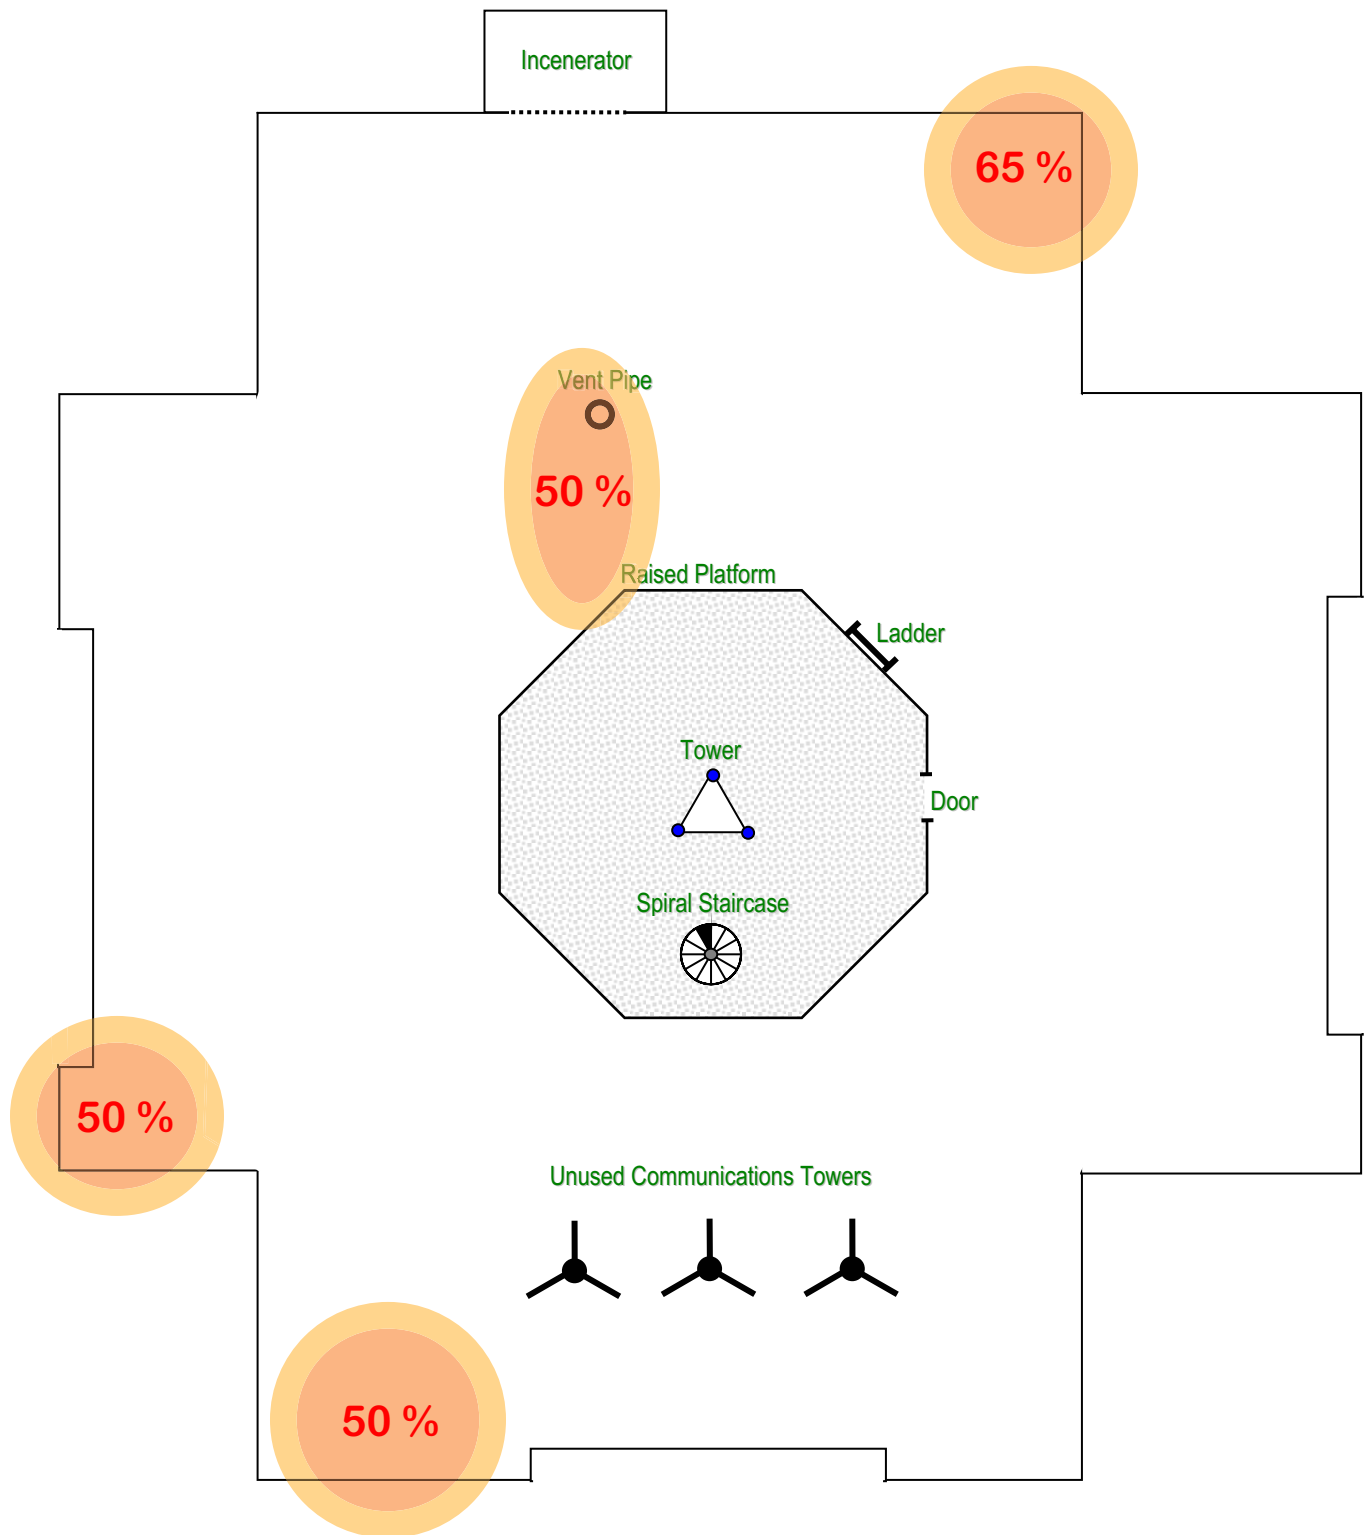 Incenerator
65 %
Vent Pipe
50 %
Raised Platform
Ladder
Tower
Door
Spiral Staircase
50 %
Unused Communications Towers
50 %